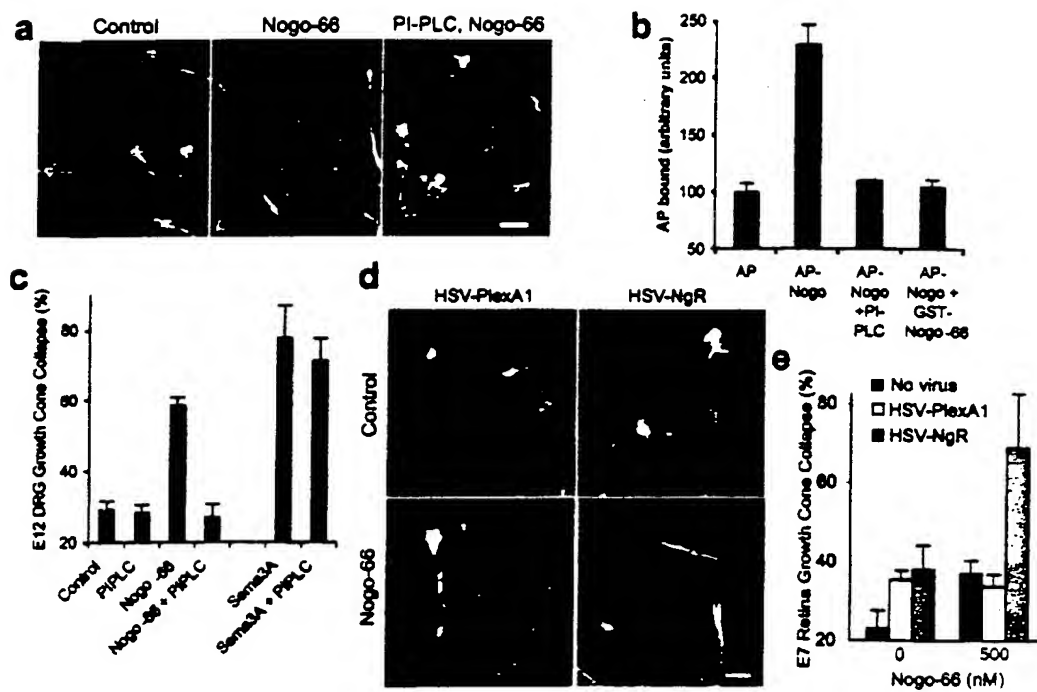 a
Control
Nogo-66
PI-PLC, Nogo-66
b
AP bound (arbitrary units)
250
200
150
100
50
AP
AP-
Nogo
AP-
Nogo
+PI-
PLC
AP-
Nogo +
GST-
Nogo-66
c
E12 DRG Growth Cone Collapse (%)
80
60
40
20
Control
PIPLC
Nogo-66
Nogo-66 + PIPLC
Sema3A
Sema3A + PIPLC
d
HSV-PlexA1
HSV-NgR
Control
Nogo-66
e
E7 Retina Growth Cone Collapse (%)
80
60
40
20
No virus
HSV-PlexA1
HSV-NgR
0
500
Nogo-66 (nM)